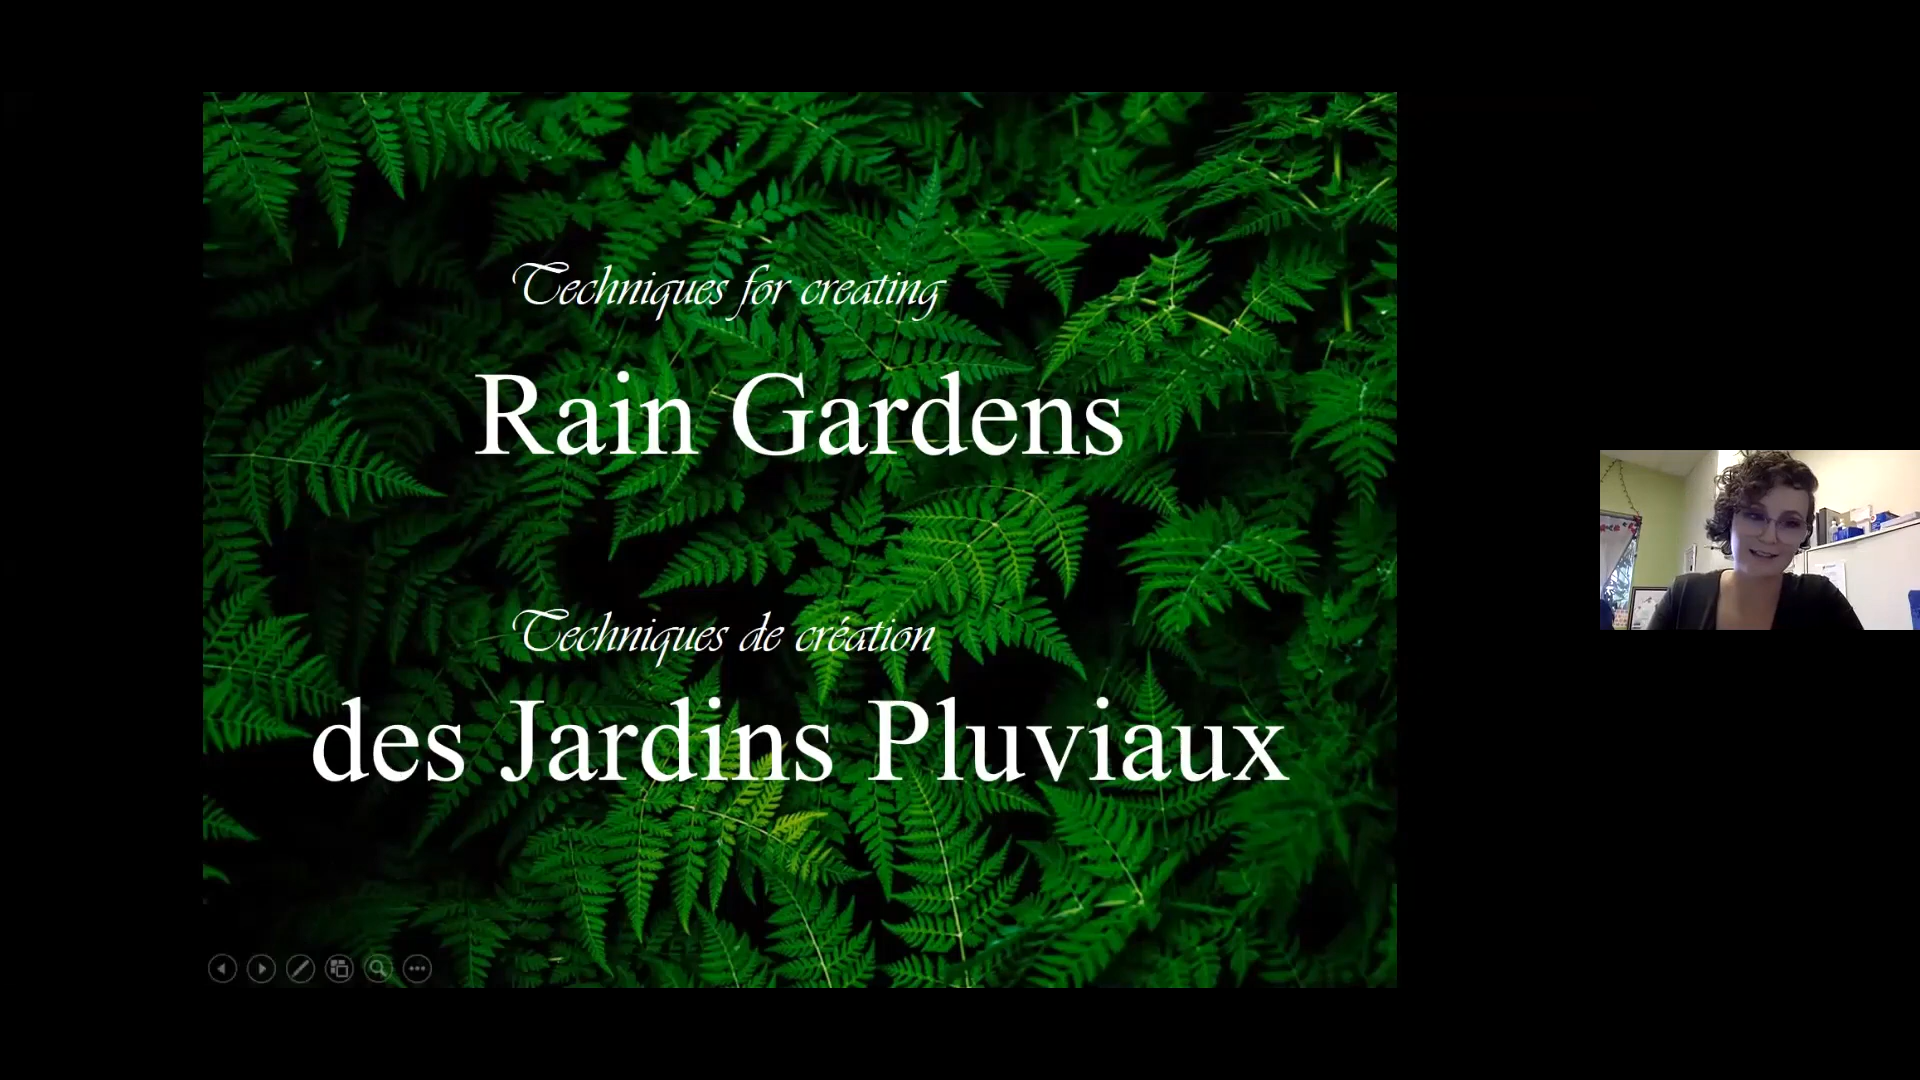 Techniques for creating
Rain Gardens
Techniques de création
des Jardins Pluviaux